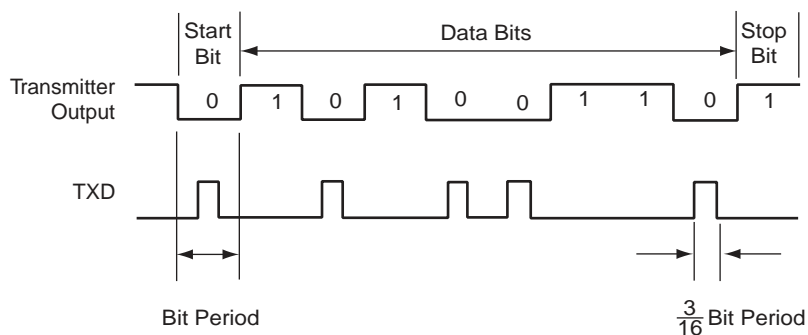 Start
Bit
Data Bits
Stop
Bit
Transmitter
Output
0 1 0 1 0 0 1 1 0 1
TXD
Bit Period
3
16 Bit Period